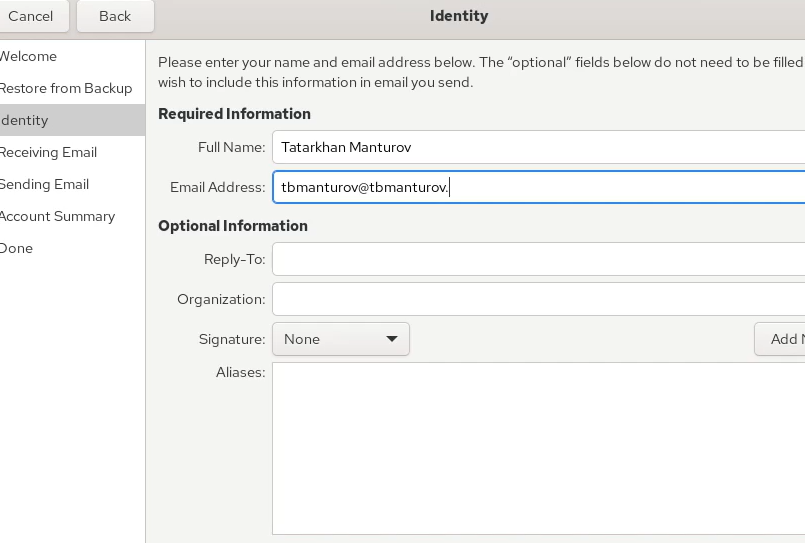 Cancel
Back
Identity
Welcome
Restore from Backup
dentity
Receiving Email
Sending Email
Account Summary
Done
Please enter your name and email address below. The “optional” fields below do not need to be filled
wish to include this information in email you send.
Required Information
Full Name: Tatarkhan Manturov
Email Address: tbmanturov@tbmanturov.
Optional Information
Reply-To:
Organization:
Signature: None
Add
Aliases: